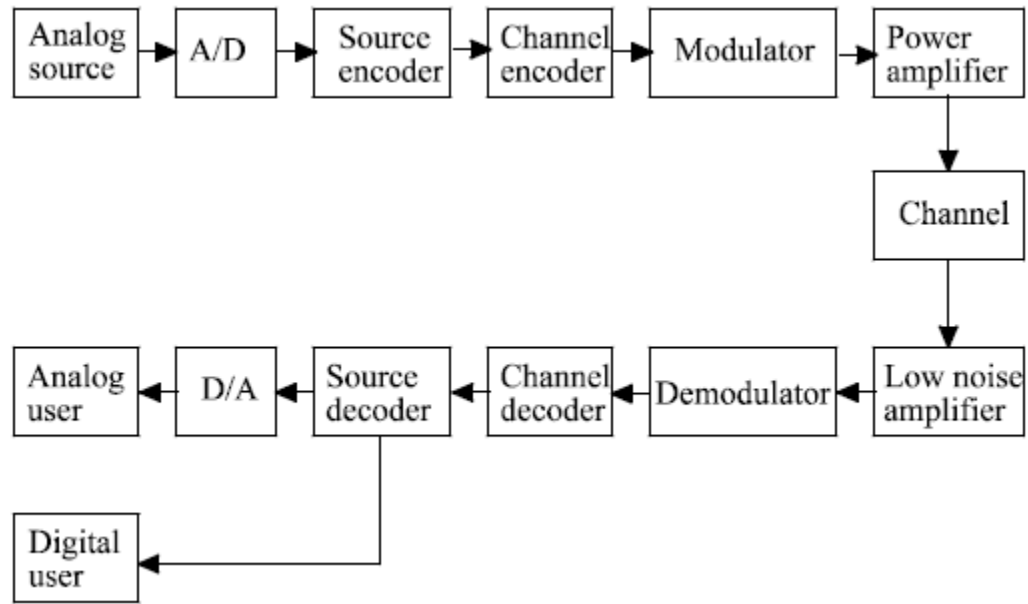 Analog
source
A/D
Source
encoder
Channel
encoder
Modulator
Power
amplifier
Channel
Low noise
amplifier
Demodulator
Channel
decoder
Source
decoder
D/A
Analog
user
Digital
user